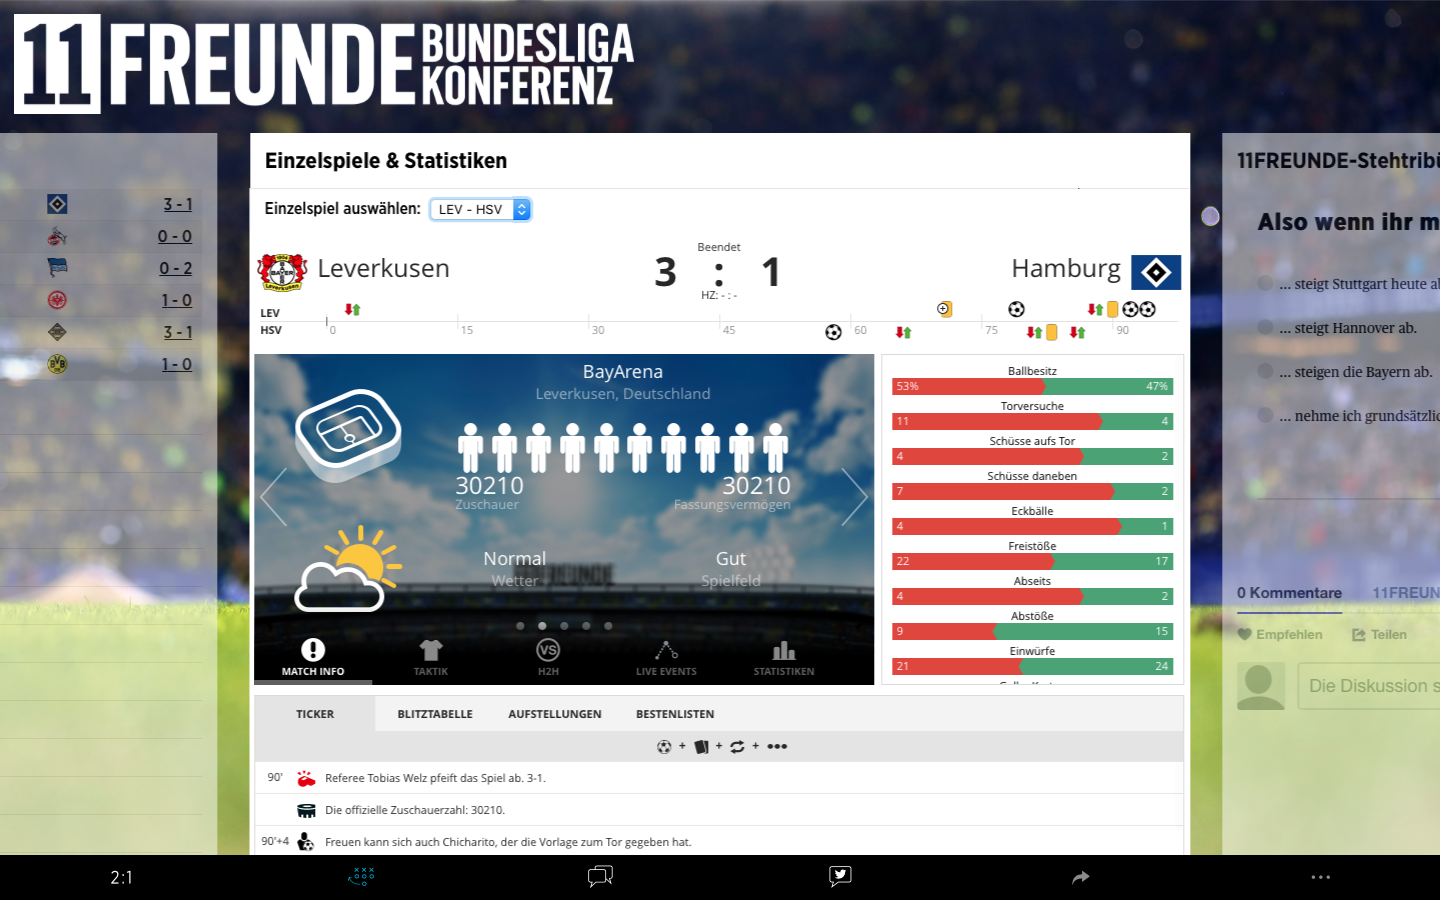 11FREUNDE BUNDESLIGA KONFERENZ
3 - 1
0 - 0
0 - 2
1 - 0
3 - 1
1 - 0
Einzelspiele & Statistiken
Einzelspiel auswählen: LEV - HSV
Beendet
Leverkusen 3 : 1 Hamburg
HZ: - : -
LEV
HSV
0 15 30 45 60 75 90
BayArena
Leverkusen, Deutschland
30210 30210
Zuschauer Fassungsvermögen
Normal Gut
Wetter Spielfeld
MATCH INFO TAKTIK H2H LIVE EVENTS STATISTIKEN
VS
Ballbesitz
53% 47%
Torversuche
11 4
Schüsse aufs Tor
4 2
Schüsse daneben
7 2
Eckbälle
4 1
Freistöße
22 17
Abseits
4 2
Abstöße
9 15
Einwürfe
21 24
TICKER BLITZTABELLE AUFSTELLUNGEN BESTENLISTEN
+ + + •••
90' Referee Tobias Welz pfeift das Spiel ab. 3-1.
Die offizielle Zuschauerzahl: 30210.
90'+4 Freuen kann sich auch Chicharito, der die Vorlage zum Tor gegeben hat.
11FREUNDE-Stehtribü
Also wenn ihr m
... steigt Stuttgart heute al
... steigt Hannover ab.
... steigen die Bayern ab.
... nehme ich grundsätzlic
0 Kommentare 11FREUN
Empfehlen Teilen
Die Diskussion s
2:1